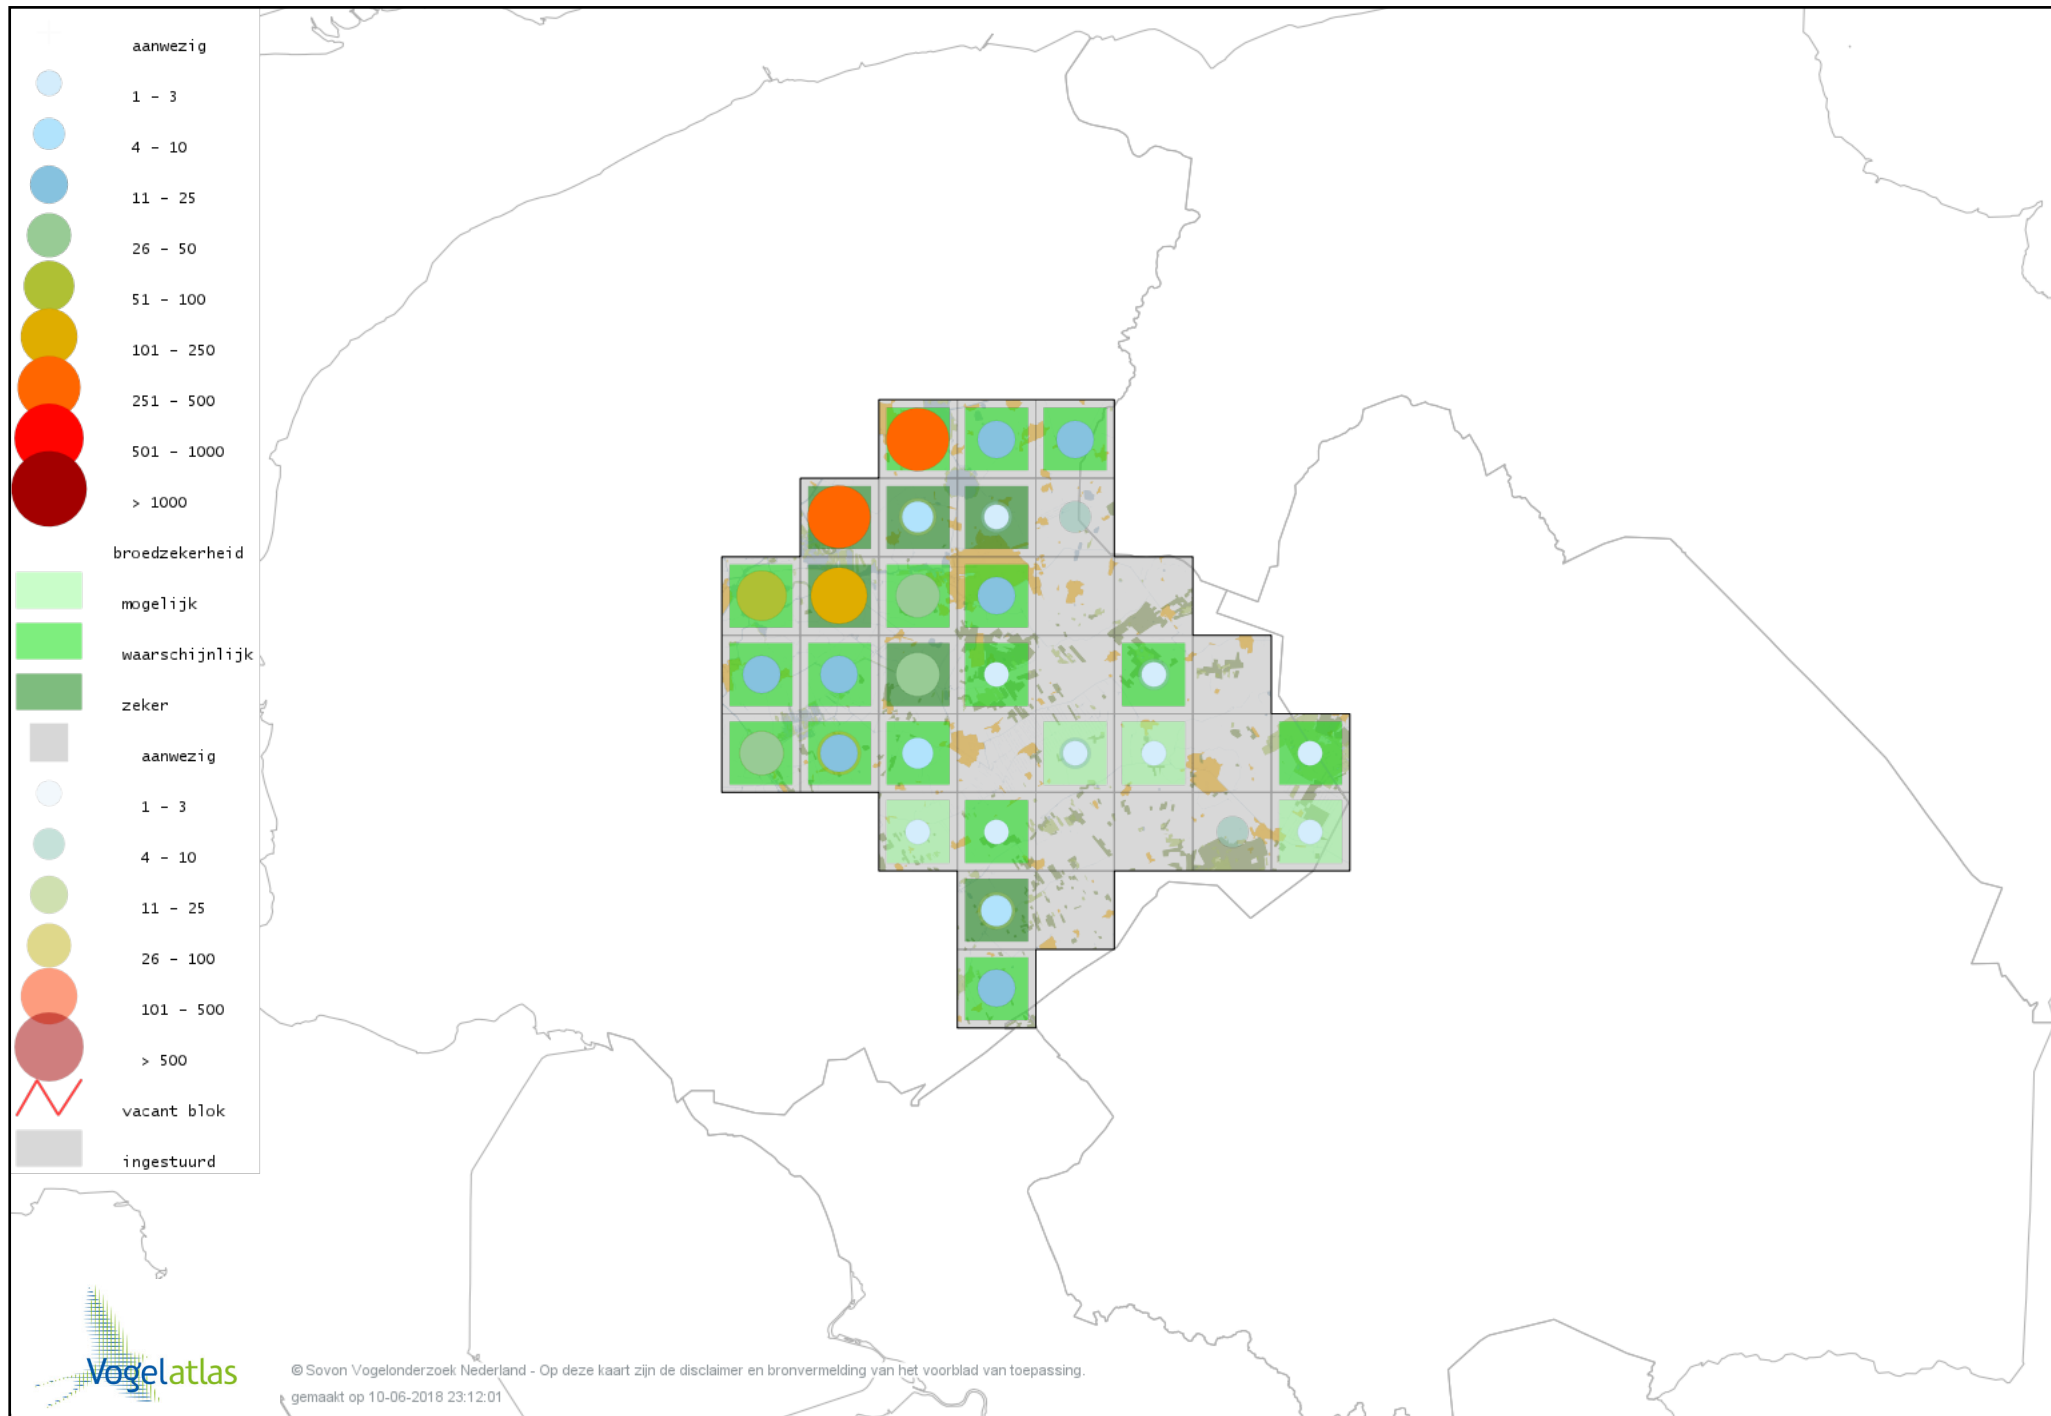 aanwezig
1 – 3
4 – 10
11 – 25
26 – 50
51 – 100
101 – 250
251 – 500
501 – 1000
> 1000
broedzekerheid
mogelijk
waarschijnlijk
zeker
aanwezig
1 – 3
4 – 10
11 – 25
26 – 100
101 – 500
> 500
vacant blok
ingestuurd
Vogelatlas
© Sovon Vogelonderzoek Nederland - Op deze kaart zijn de disclaimer en bronvermelding van het voorblad van toepassing.
gemaakt op 10-06-2018 23:12:01